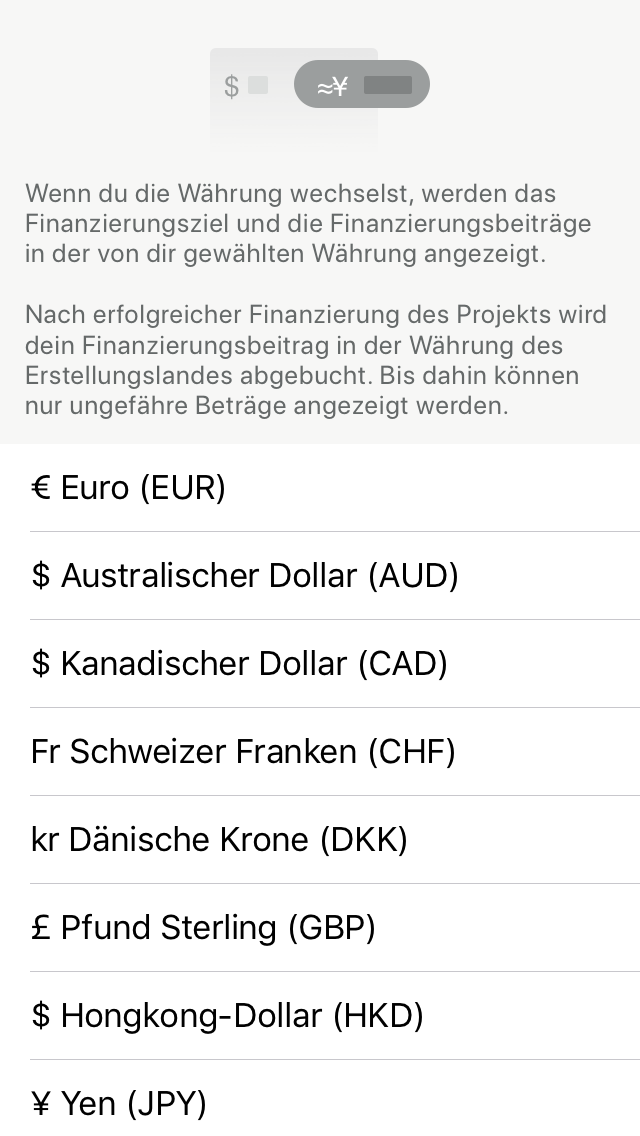 $ ≈¥
Wenn du die Währung wechselst, werden das
Finanzierungsziel und die Finanzierungsbeiträge
in der von dir gewählten Währung angezeigt.
Nach erfolgreicher Finanzierung des Projekts wird
dein Finanzierungsbeitrag in der Währung des
Erstellungslandes abgebucht. Bis dahin können
nur ungefähre Beträge angezeigt werden.
€ Euro (EUR)
$ Australischer Dollar (AUD)
$ Kanadischer Dollar (CAD)
Fr Schweizer Franken (CHF)
kr Dänische Krone (DKK)
£ Pfund Sterling (GBP)
$ Hongkong-Dollar (HKD)
¥ Yen (JPY)